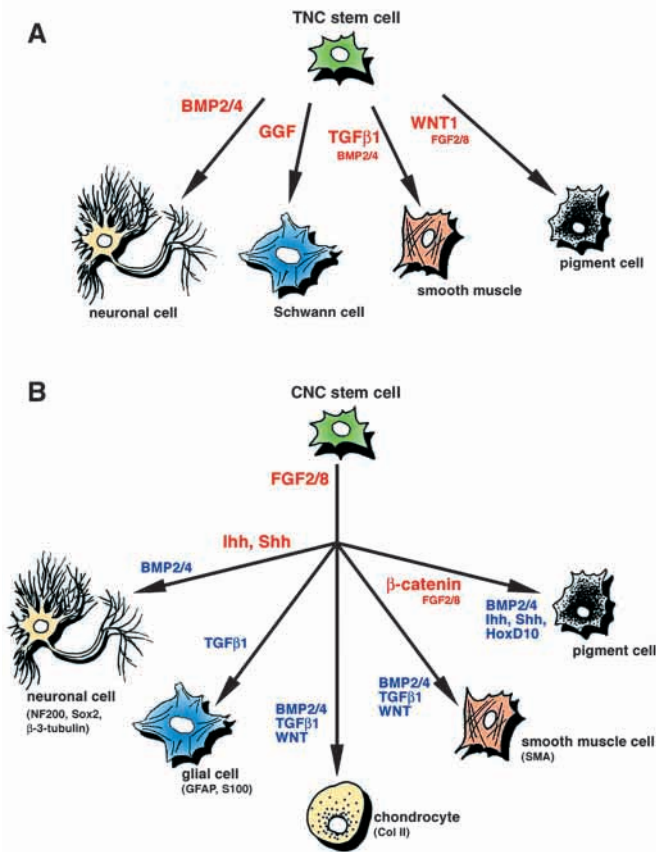 A
TNC stem cell
BMP2/4
GGF
TGFβ1
BMP2/4
WNT1
FGF2/8
neuronal cell
Schwann cell
smooth muscle
pigment cell
B
CNC stem cell
FGF2/8
Ihh, Shh
BMP2/4
TGFβ1
BMP2/4
TGFβ1
WNT
BMP2/4
TGFβ1
WNT
β-catenin
FGF2/8
BMP2/4
Ihh, Shh,
HoxD10
neuronal cell
(NF200, Sox2,
β-3-tubulin)
glial cell
(GFAP, S100)
chondrocyte
(Col II)
smooth muscle cell
(SMA)
pigment cell